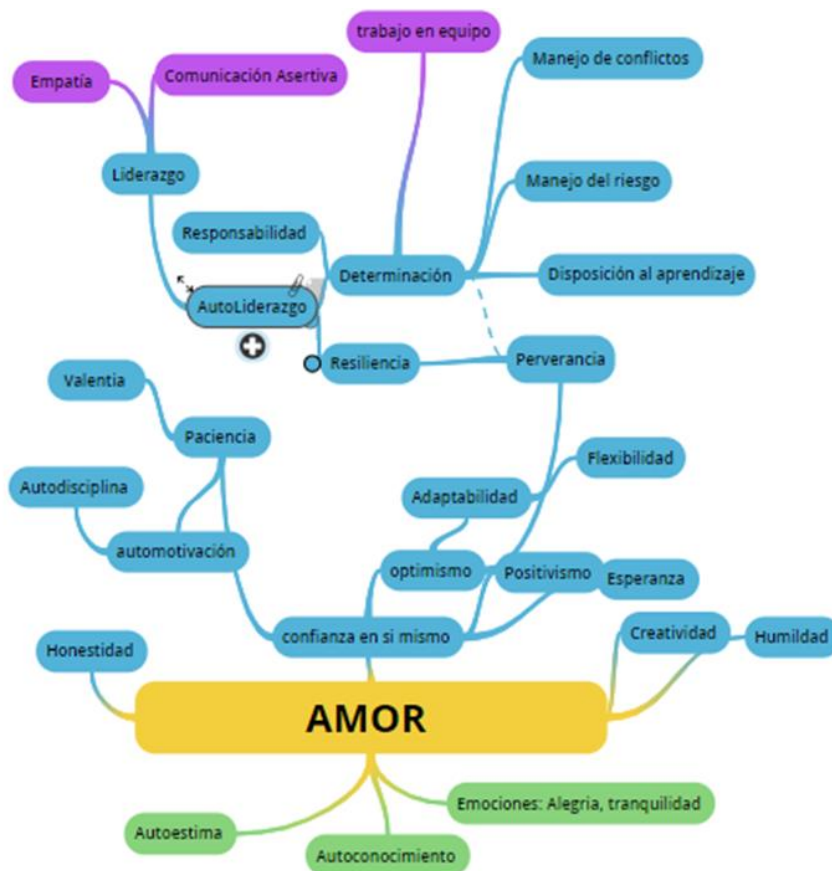 trabajo en equipo
Manejo de conflictos
Empatía
Comunicación Asertiva
Liderazgo
Manejo del riesgo
Responsabilidad
Determinación
Disposición al aprendizaje
AutoLiderazgo
Resiliencia
Perverancia
Valentia
Paciencia
Flexibilidad
Autodisciplina
Adaptabilidad
automotivación
optimismo
Positivismo
Esperanza
confianza en si mismo
Creatividad
Humildad
Honestidad
AMOR
Emociones: Alegria, tranquilidad
Autoestima
Autoconocimiento